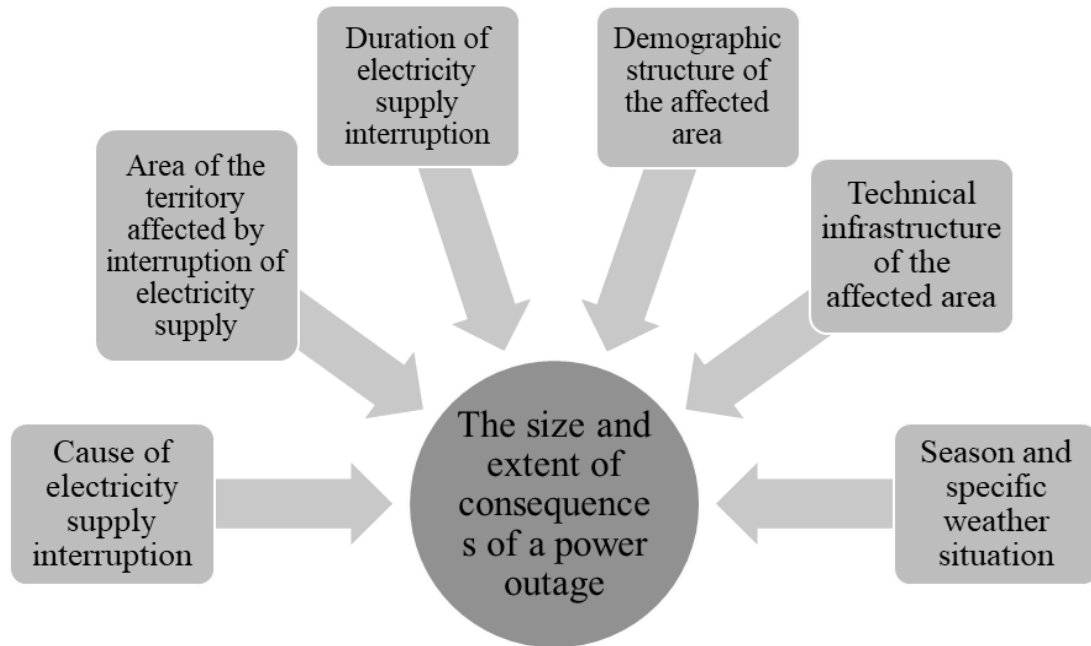 Duration of
electricity
supply
interruption
Demographic
structure of
the affected
area
Area of the
territory
affected by
interruption of
electricity
supply
Technical
infrastructure
of the
affected area
Cause of
electricity
supply
interruption
The size and
extent of
consequence
s of a power
outage
Season and
specific
weather
situation